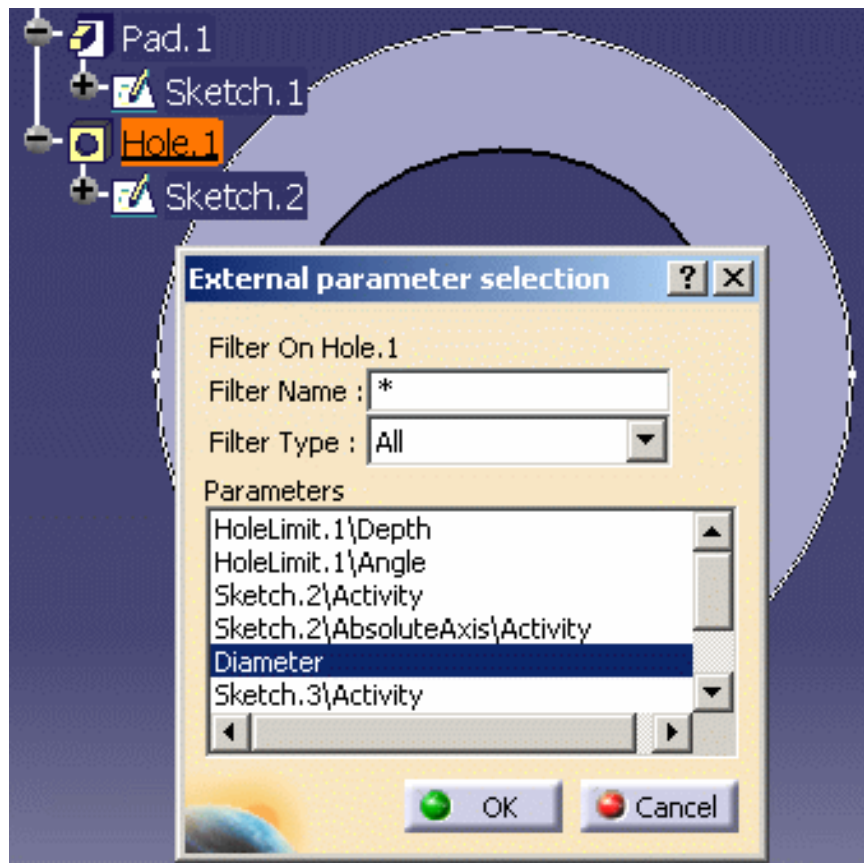 Pad.1
Sketch.1
Hole.1
Sketch.2
External parameter selection
Filter On Hole.1
Filter Name : *
Filter Type : All
Parameters
HoleLimit.1\Depth
HoleLimit.1\Angle
Sketch.2\Activity
Sketch.2\AbsoluteAxis\Activity
Diameter
Sketch.3\Activity
OK Cancel